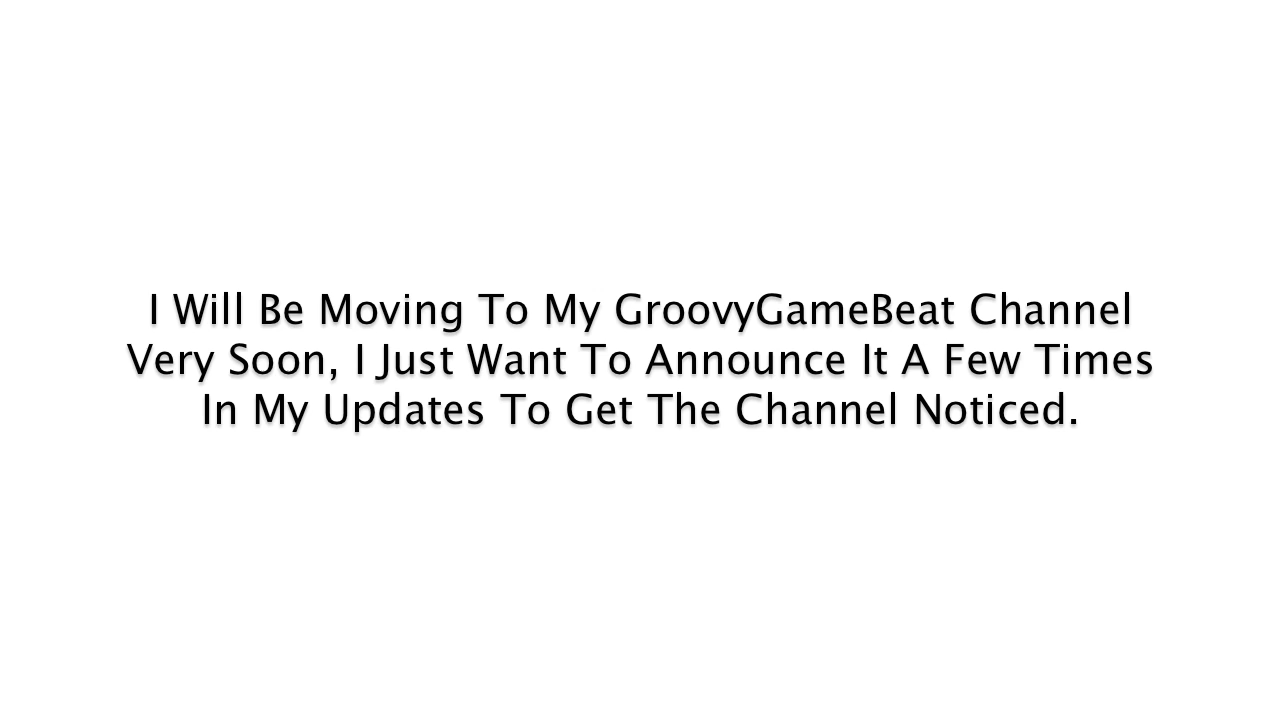 I Will Be Moving To My GroovyGameBeat Channel
Very Soon, I Just Want To Announce It A Few Times
In My Updates To Get The Channel Noticed.